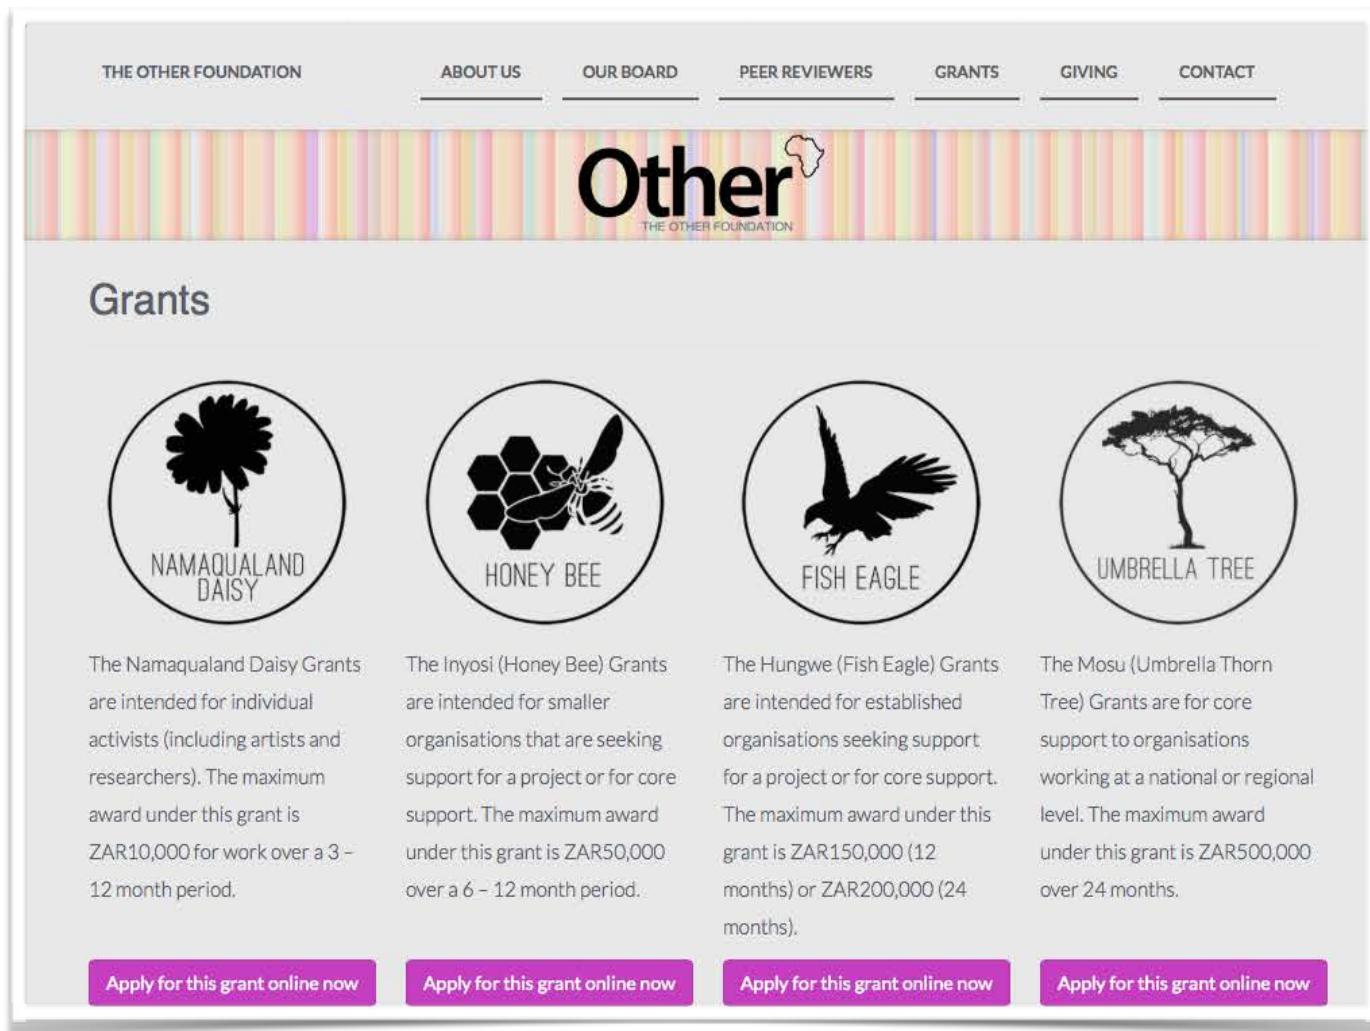 THE OTHER FOUNDATION
ABOUT US
OUR BOARD
PEER REVIEWERS
GRANTS
GIVING
CONTACT
Other
THE OTHER FOUNDATION
Grants
NAMAQUALAND
DAISY
The Namaqualand Daisy Grants
are intended for individual
activists (including artists and
researchers). The maximum
award under this grant is
ZAR10,000 for work over a 3 –
12 month period.
Apply for this grant online now
HONEY BEE
The Inyosi (Honey Bee) Grants
are intended for smaller
organisations that are seeking
support for a project or for core
support. The maximum award
under this grant is ZAR50,000
over a 6 – 12 month period.
Apply for this grant online now
FISH EAGLE
The Hungwe (Fish Eagle) Grants
are intended for established
organisations seeking support
for a project or for core support.
The maximum award under this
grant is ZAR150,000 (12
months) or ZAR200,000 (24
months).
Apply for this grant online now
UMBRELLA TREE
The Mosu (Umbrella Thorn
Tree) Grants are for core
support to organisations
working at a national or regional
level. The maximum award
under this grant is ZAR500,000
over 24 months.
Apply for this grant online now